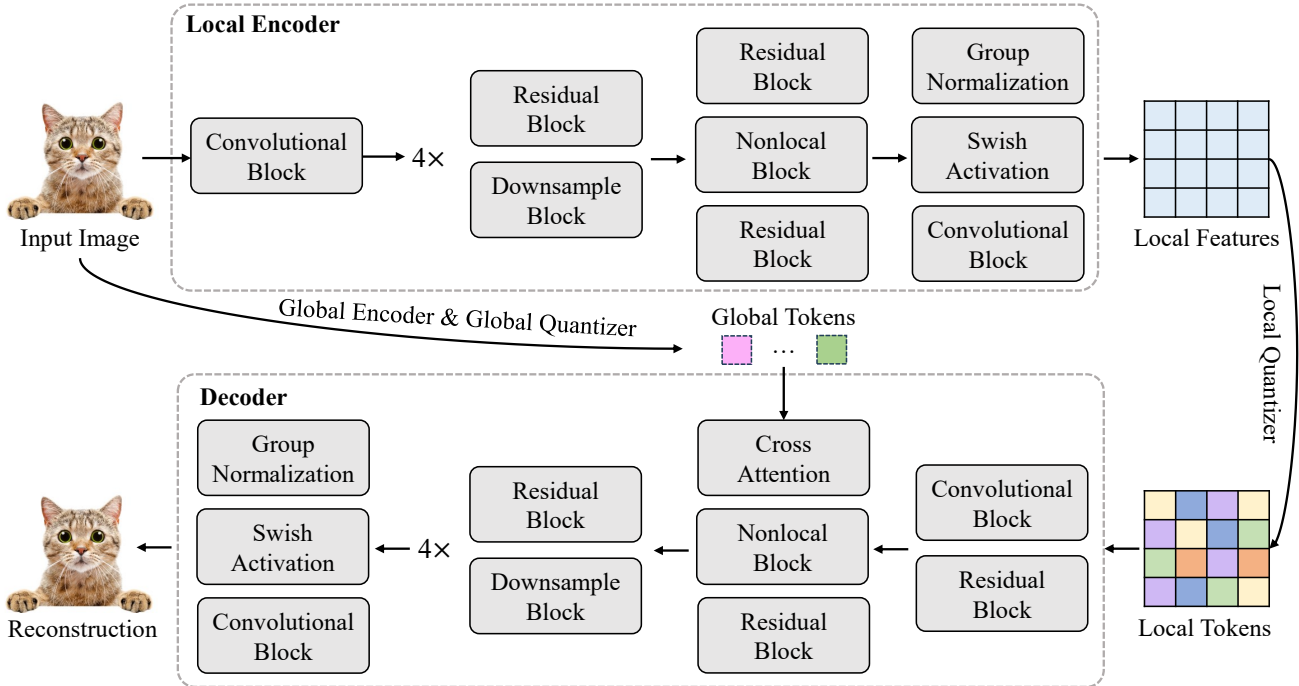 Local Encoder
Convolutional
Block
4×
Residual
Block
Downsample
Block
Residual
Block
Nonlocal
Block
Residual
Block
Group
Normalization
Swish
Activation
Convolutional
Block
Input Image
Local Features
Global Encoder & Global Quantizer
Global Tokens
...
Local Quantizer
Decoder
Group
Normalization
Swish
Activation
Convolutional
Block
4×
Residual
Block
Downsample
Block
Cross
Attention
Nonlocal
Block
Residual
Block
Convolutional
Block
Residual
Block
Reconstruction
Local Tokens